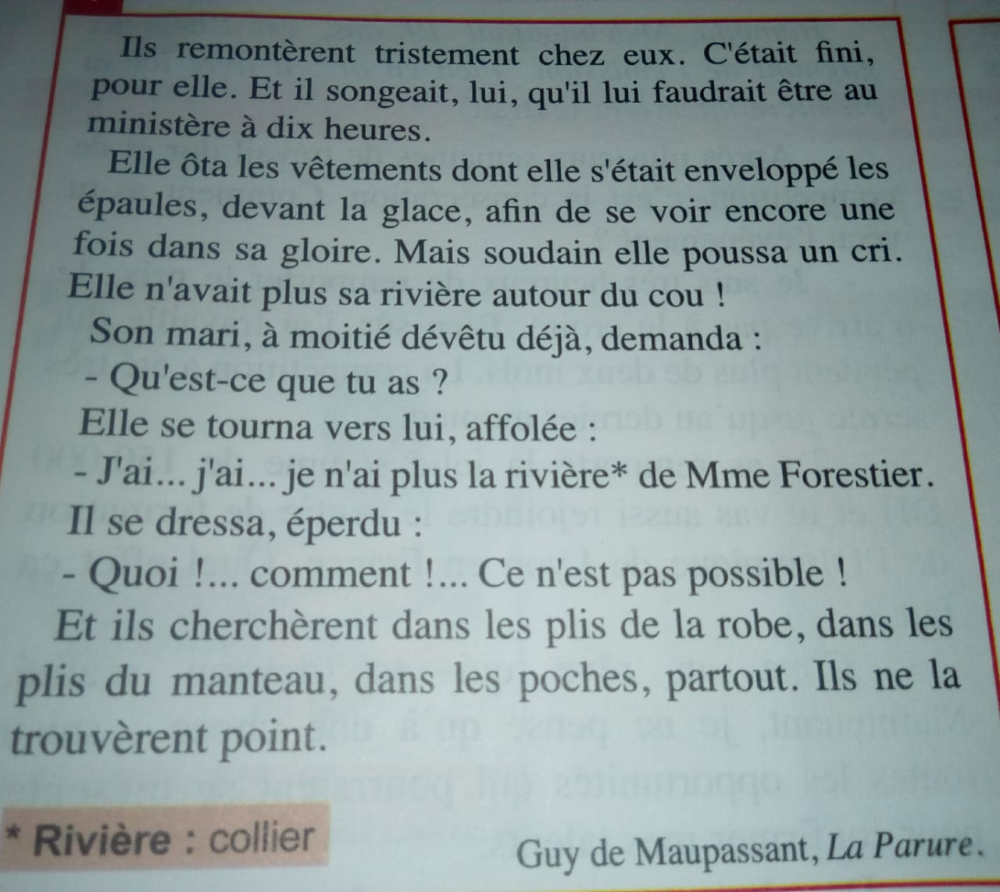 Ils remontèrent tristement chez eux. C'était fini,
pour elle. Et il songeait, lui, qu'il lui faudrait être au
ministère à dix heures.
Elle ôta les vêtements dont elle s'était enveloppé les
épaules, devant la glace, afin de se voir encore une
fois dans sa gloire. Mais soudain elle poussa un cri.
Elle n'avait plus sa rivière autour du cou !
Son mari, à moitié dévêtu déjà, demanda :
- Qu'est-ce que tu as ?
Elle se tourna vers lui, affolée :
- J'ai... j'ai... je n'ai plus la rivière* de Mme Forestier.
Il se dressa, éperdu :
- Quoi !... comment !... Ce n'est pas possible !
Et ils cherchèrent dans les plis de la robe, dans les
plis du manteau, dans les poches, partout. Ils ne la
trouvèrent point.
* Rivière : collier
Guy de Maupassant, La Parure.